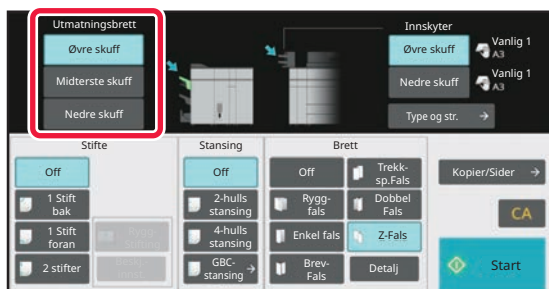 Utmatningsbrett
Øvre skuff
Midterste skuff
Nedre skuff
Innskyter
Øvre skuff
Vanlig 1
A3
Nedre skuff
Vanlig 1
A3
Type og str.
Stifte
Off
1 Stift
bak
1 Stift
foran
2 stifter
Stansing
Off
2-hulls
stansing
4-hulls
stansing
GBC-
stansing
Brett
Off
Trekk-
sp.Fals
Rygg-
fals
Dobbel
Fals
Enkel fals
Z-Fals
Brev-
Fals
Detalj
Kopier/Sider
CA
Start